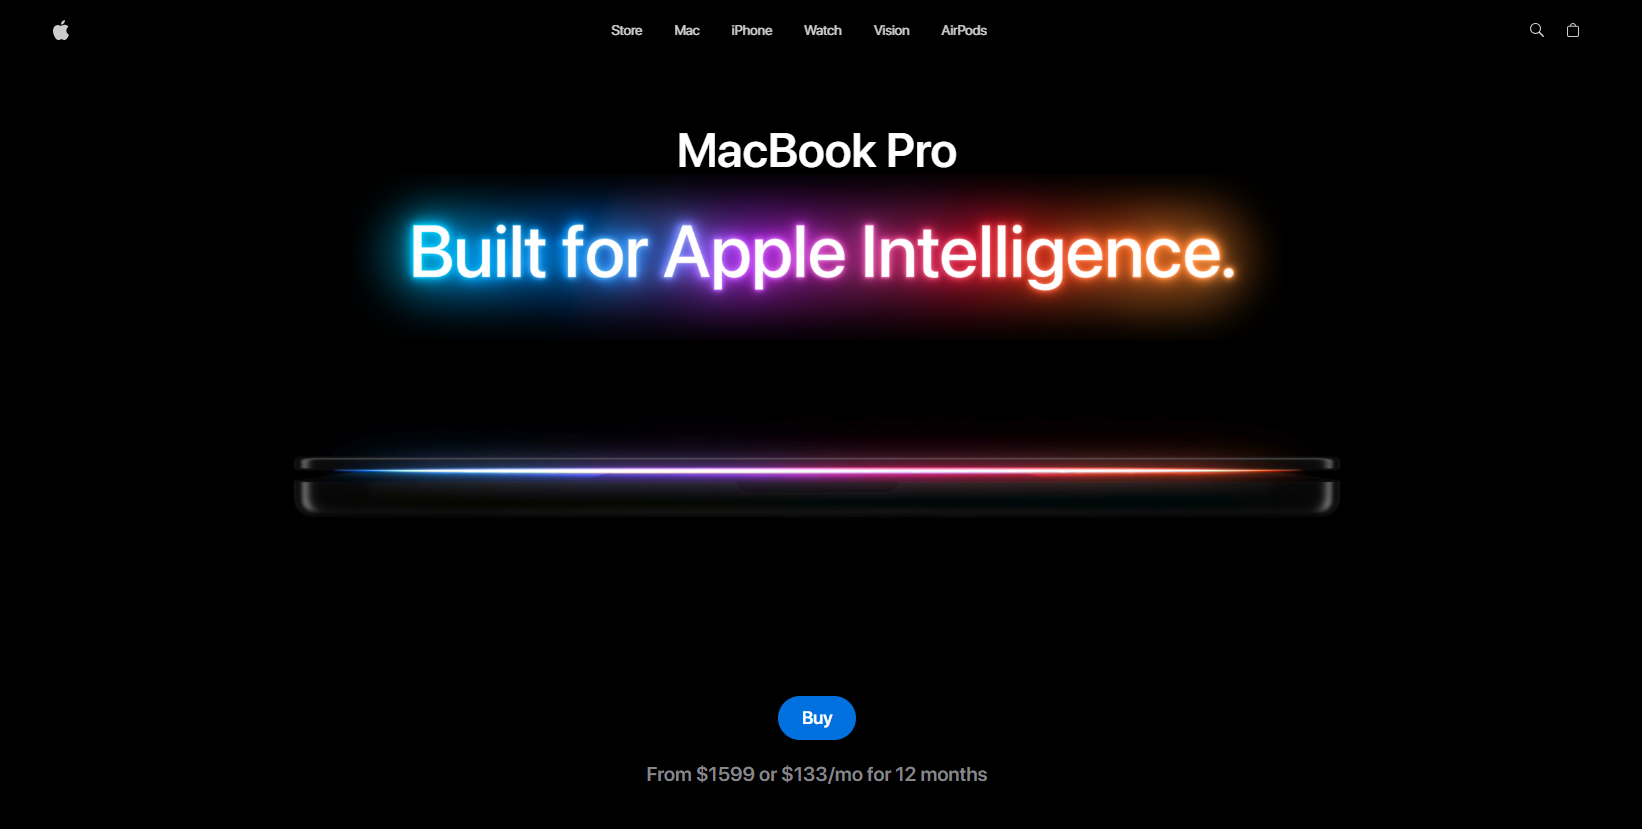 Store Mac iPhone Watch Vision AirPods
MacBook Pro
Built for Apple Intelligence.
Buy
From $1599 or $133/mo for 12 months